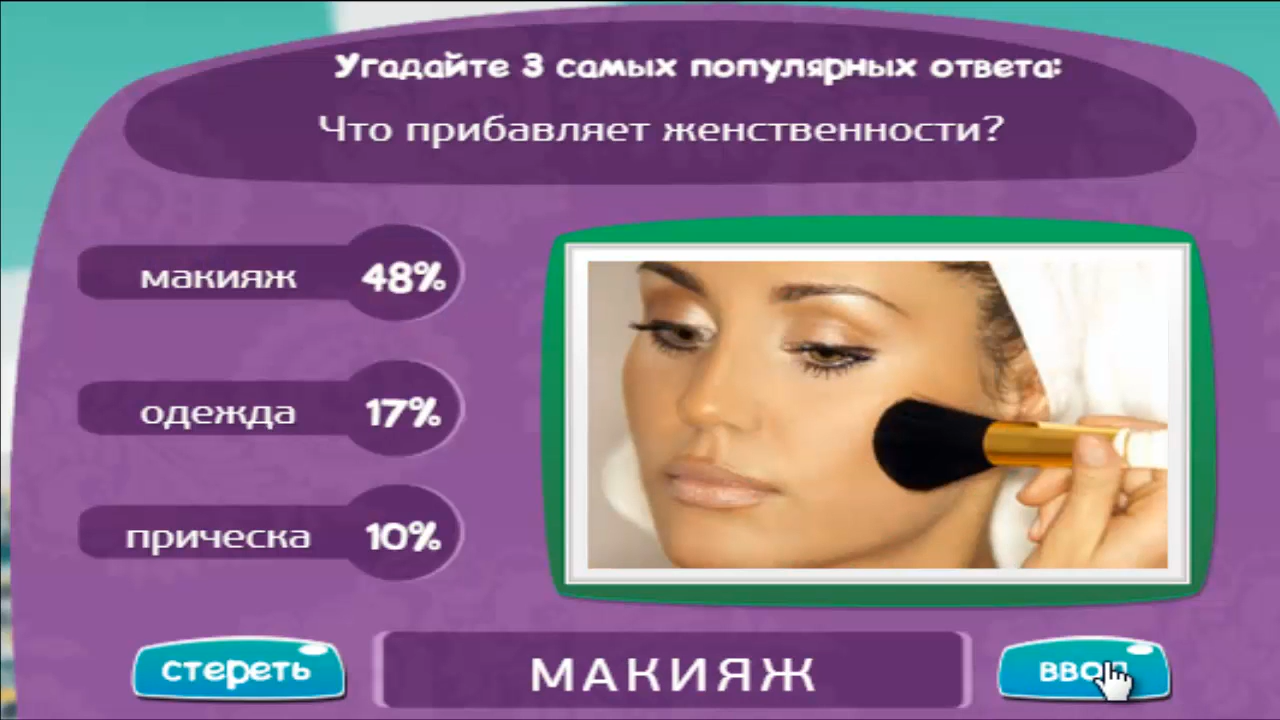 Угадайте 3 самых популярных ответа:
Что прибавляет женственности?
макияж 48%
одежда 17%
прическа 10%
стереть
МАКИЯЖ
ввод